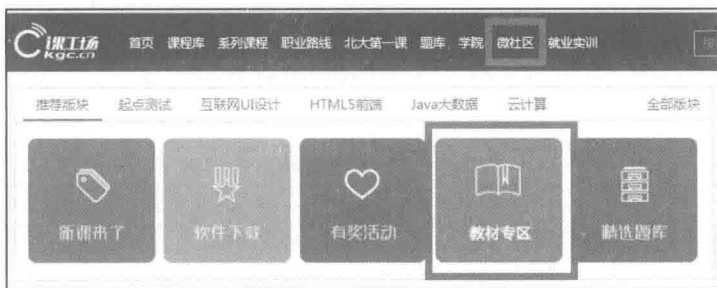 课工场 首页 课程库 系列课程 职业路线 北大第一课 题库 学院 微社区 就业实训 搜
Kgc.cn
推荐版块 起点测试 互联网UI设计 HTML5前端 Java大数据 云计算 全部版块
新课来了 软件下载 有奖活动 教材专区 精选题库